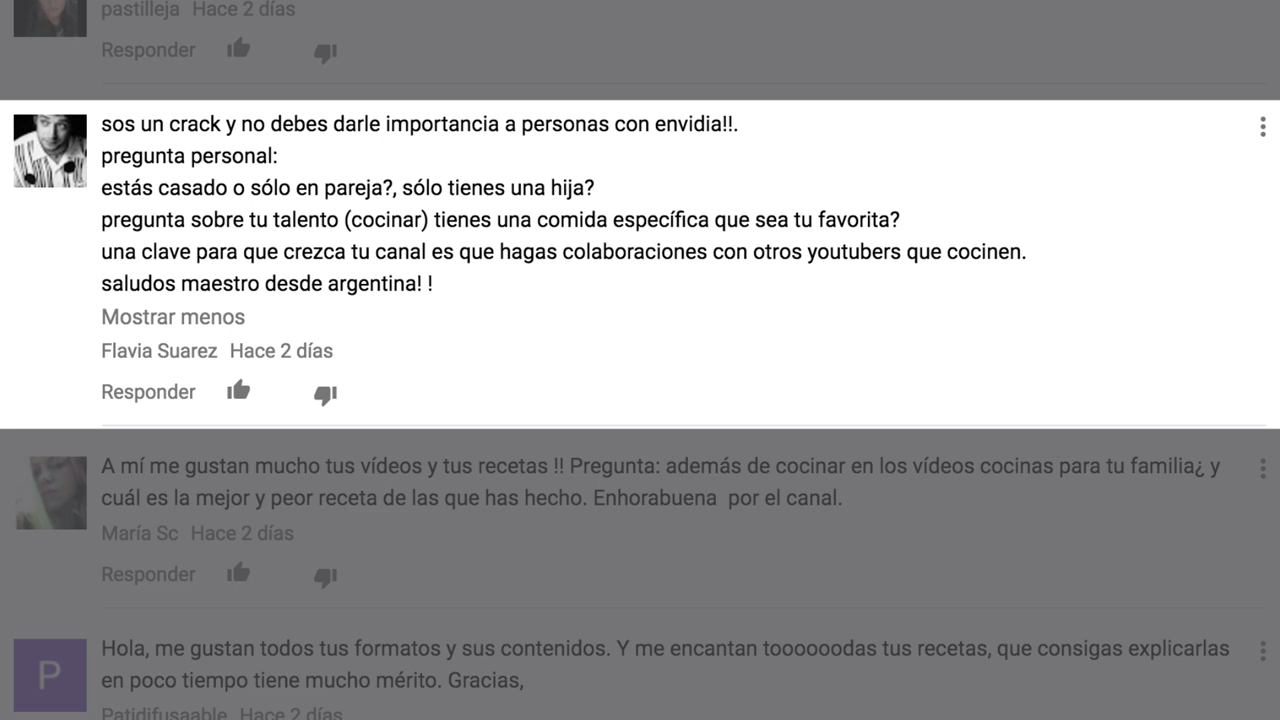 pastilleja Hace 2 días
Responder
sos un crack y no debes darle importancia a personas con envidia!!.
pregunta personal:
estás casado o sólo en pareja?, sólo tienes una hija?
pregunta sobre tu talento (cocinar) tienes una comida específica que sea tu favorita?
una clave para que crezca tu canal es que hagas colaboraciones con otros youtubers que cocinen.
saludos maestro desde argentina! !
Mostrar menos
Flavia Suarez Hace 2 días
Responder
A mí me gustan mucho tus vídeos y tus recetas !! Pregunta: además de cocinar en los vídeos cocinas para tu familia¿ y
cuál es la mejor y peor receta de las que has hecho. Enhorabuena  por el canal.
María Sc Hace 2 días
Responder
P
Hola, me gustan todos tus formatos y sus contenidos. Y me encantan toooooodas tus recetas, que consigas explicarlas
en poco tiempo tiene mucho mérito. Gracias,
Patidifusaable Hace 2 días